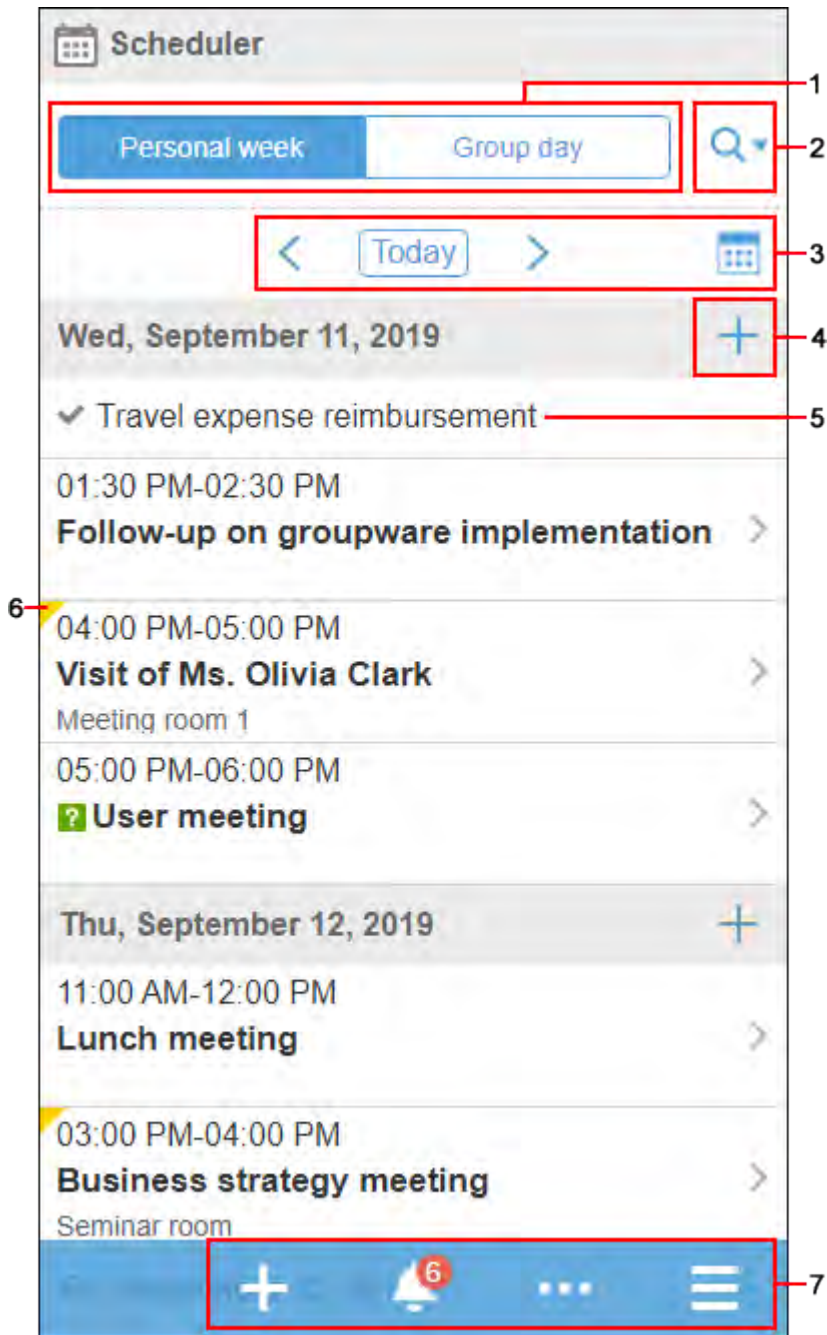 Scheduler
1
Personal week Group day
2
Today
3
Wed, September 11, 2019
4
Travel expense reimbursement
5
01:30 PM-02:30 PM
Follow-up on groupware implementation
6
04:00 PM-05:00 PM
Visit of Ms. Olivia Clark
Meeting room 1
05:00 PM-06:00 PM
? User meeting
Thu, September 12, 2019
11:00 AM-12:00 PM
Lunch meeting
03:00 PM-04:00 PM
Business strategy meeting
Seminar room
6
7